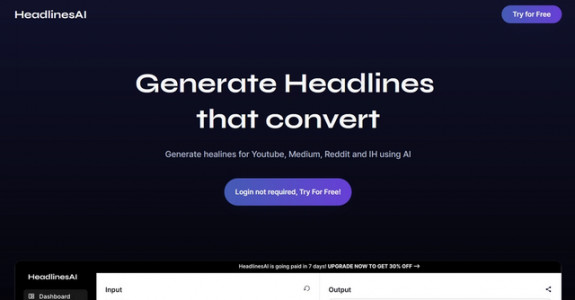 HeadlinesAI
Try for Free
Generate Headlines
that convert
Generate healines for Youtube, Medium, Reddit and IH using AI
Login not required, Try For Free!
HeadlinesAI is going paid in 7 days! UPGRADE NOW TO GET 30% OFF →
HeadlinesAI
Dashboard
Input
Output